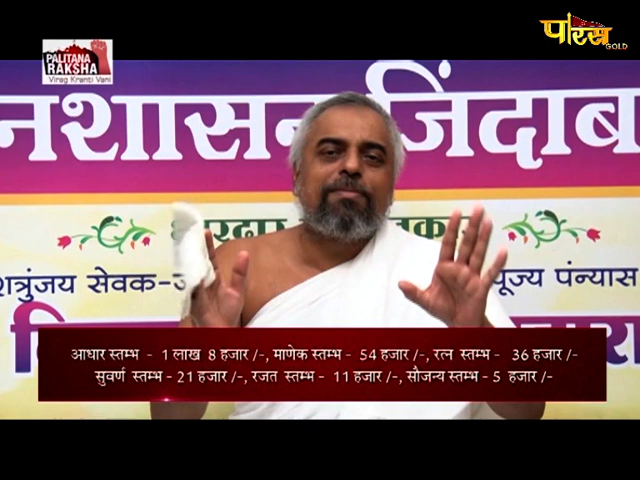 PALITANA
RAKSHA
Virag Kranti Vani
पारस
GOLD
नशासन जिंदाब
शत्रुंजय सेवक-
पूज्य पंन्यास
आधार स्तम्भ - 1 लाख 8 हजार /-, माणेक स्तम्भ - 54 हजार /-, रत्न स्तम्भ - 36 हजार /-
सुवर्ण स्तम्भ - 21 हजार /-, रजत स्तम्भ - 11 हजार /-, सौजन्य स्तम्भ - 5 हजार /-